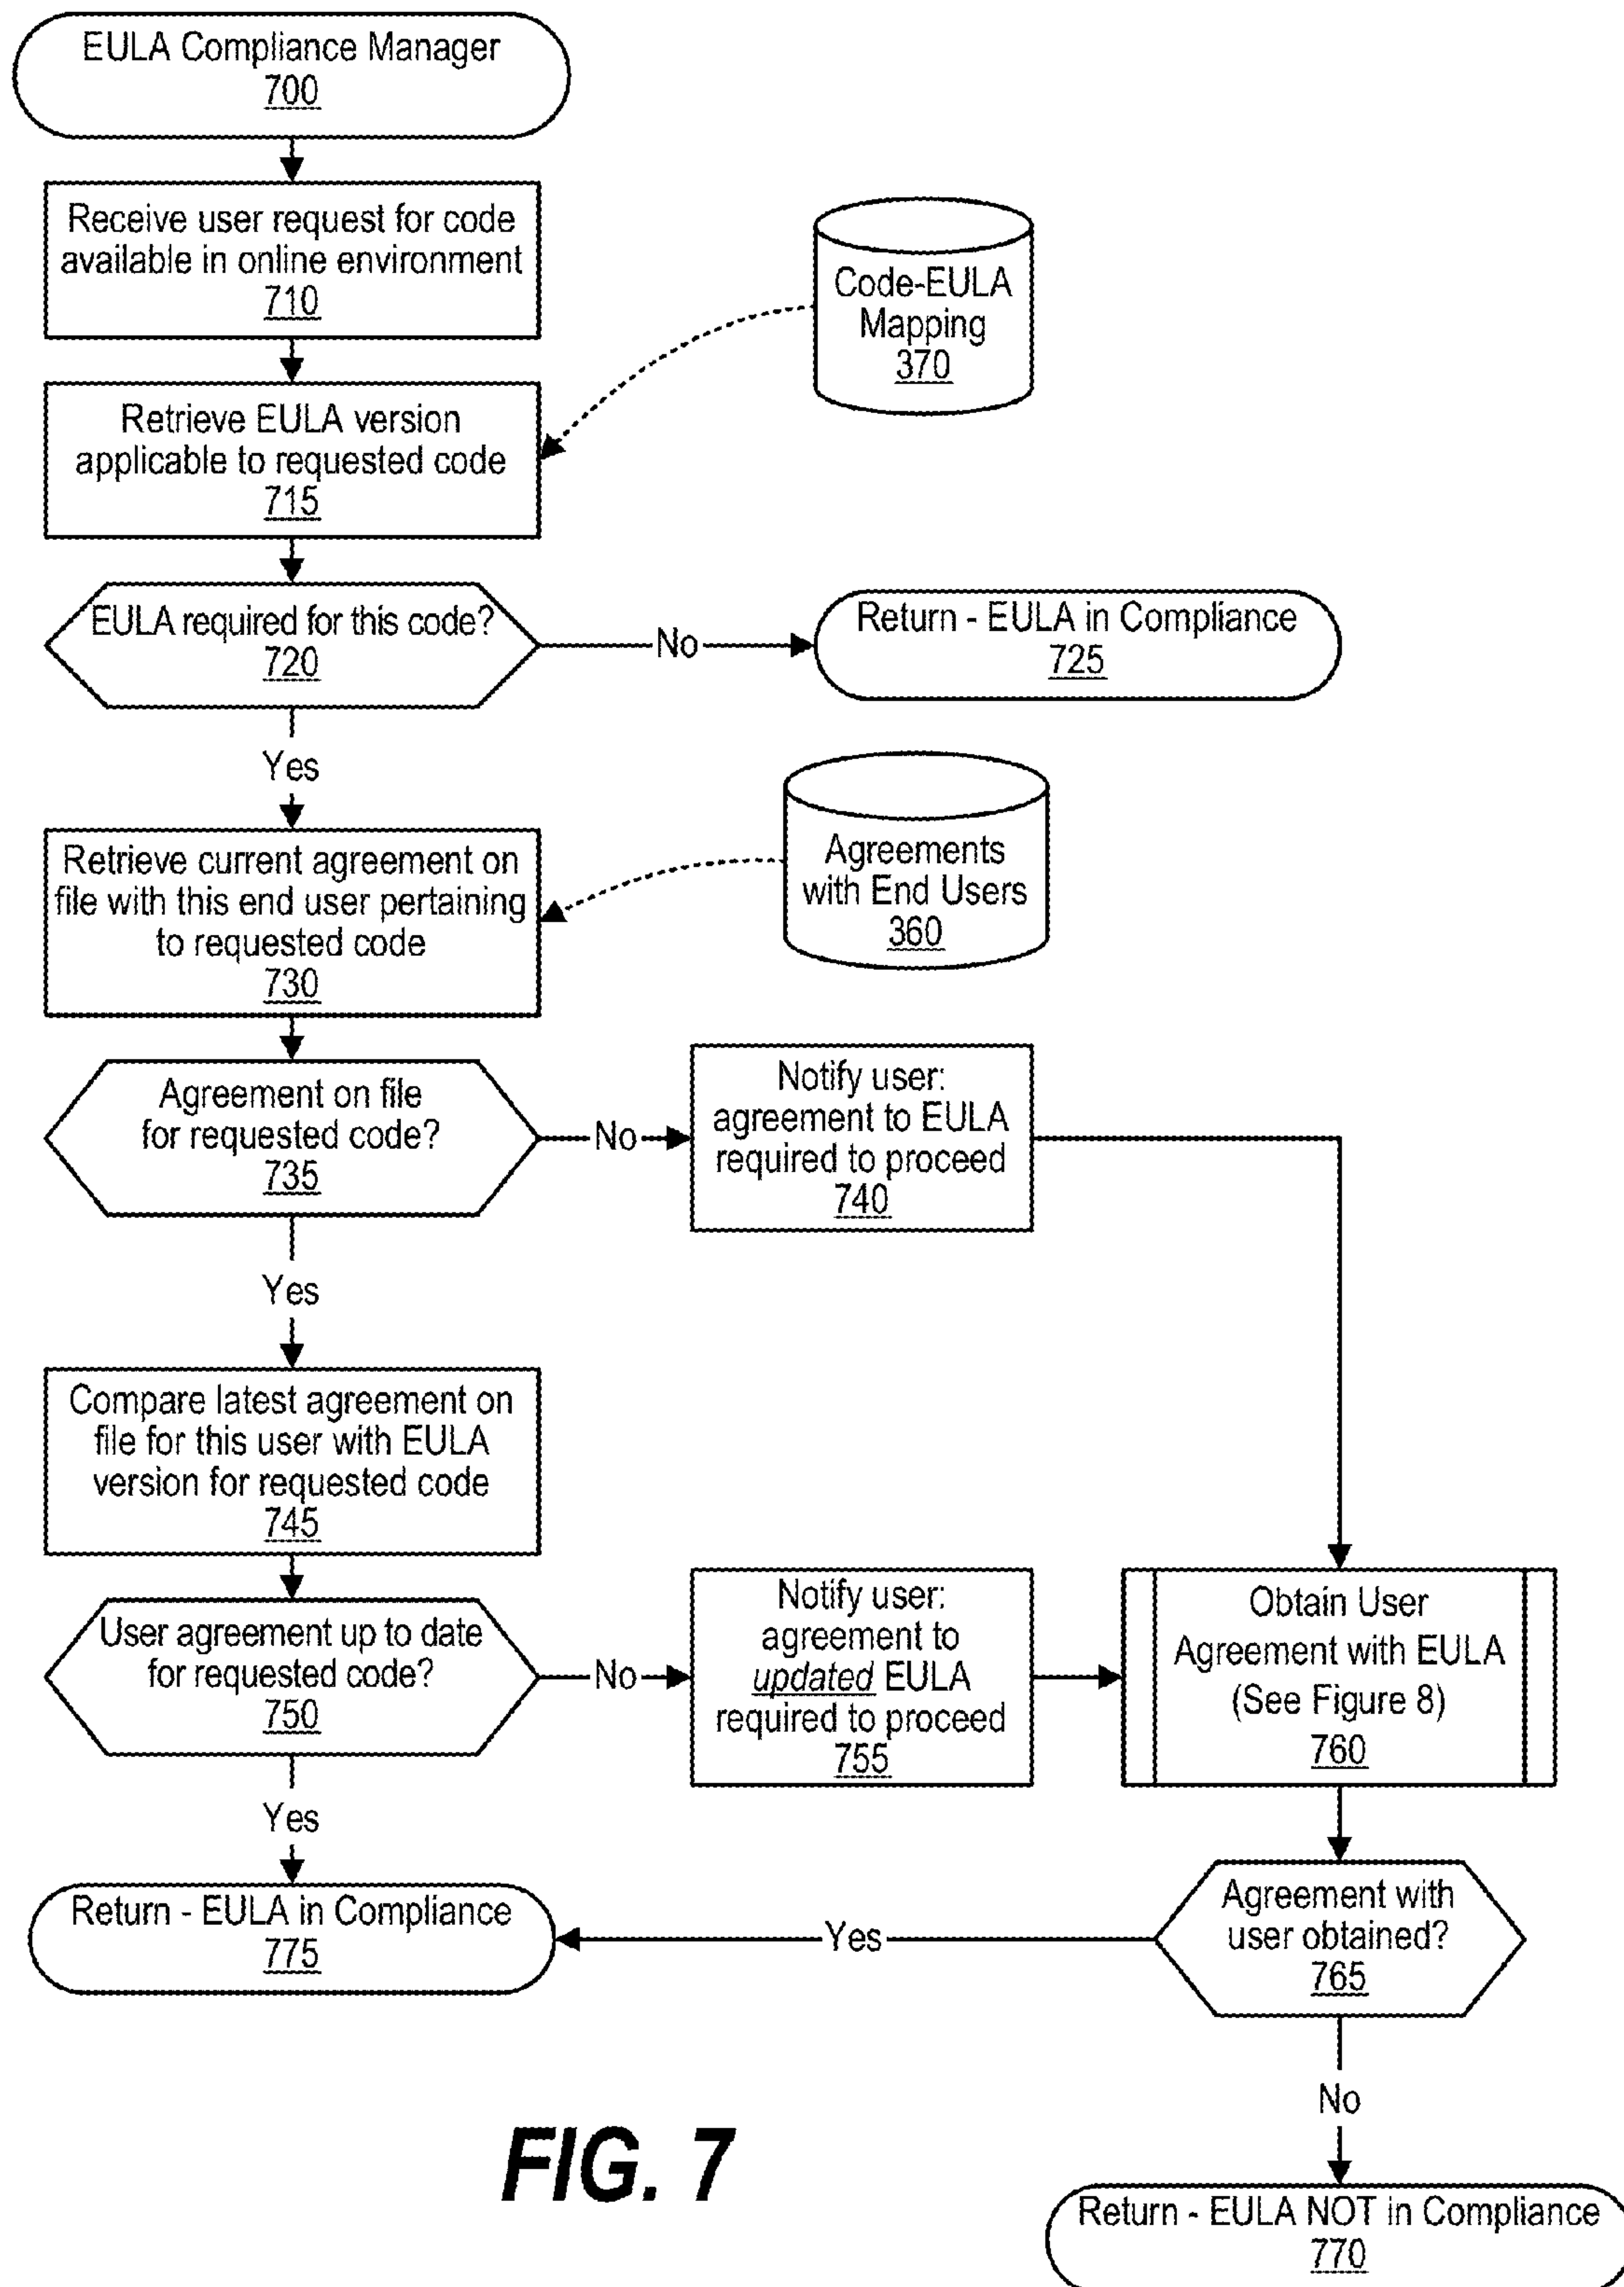 EULA Compliance Manager
700
Receive user request for code
available in online environment
710
Code-EULA
Mapping
370
Retrieve EULA version
applicable to requested code
715
EULA required for this code?
720
No
Return - EULA in Compliance
725
Yes
Retrieve current agreement on
file with this end user pertaining
to requested code
730
Agreements
with End Users
360
Agreement on file
for requested code?
735
No
Notify user:
agreement to EULA
required to proceed
740
Yes
Compare latest agreement on
file for this user with EULA
version for requested code
745
User agreement up to date
for requested code?
750
No
Notify user:
agreement to
updated EULA
required to proceed
755
Obtain User
Agreement with EULA
(See Figure 8)
760
Yes
Return - EULA in Compliance
775
Yes
Agreement with
user obtained?
765
No
Return - EULA NOT in Compliance
770
FIG. 7